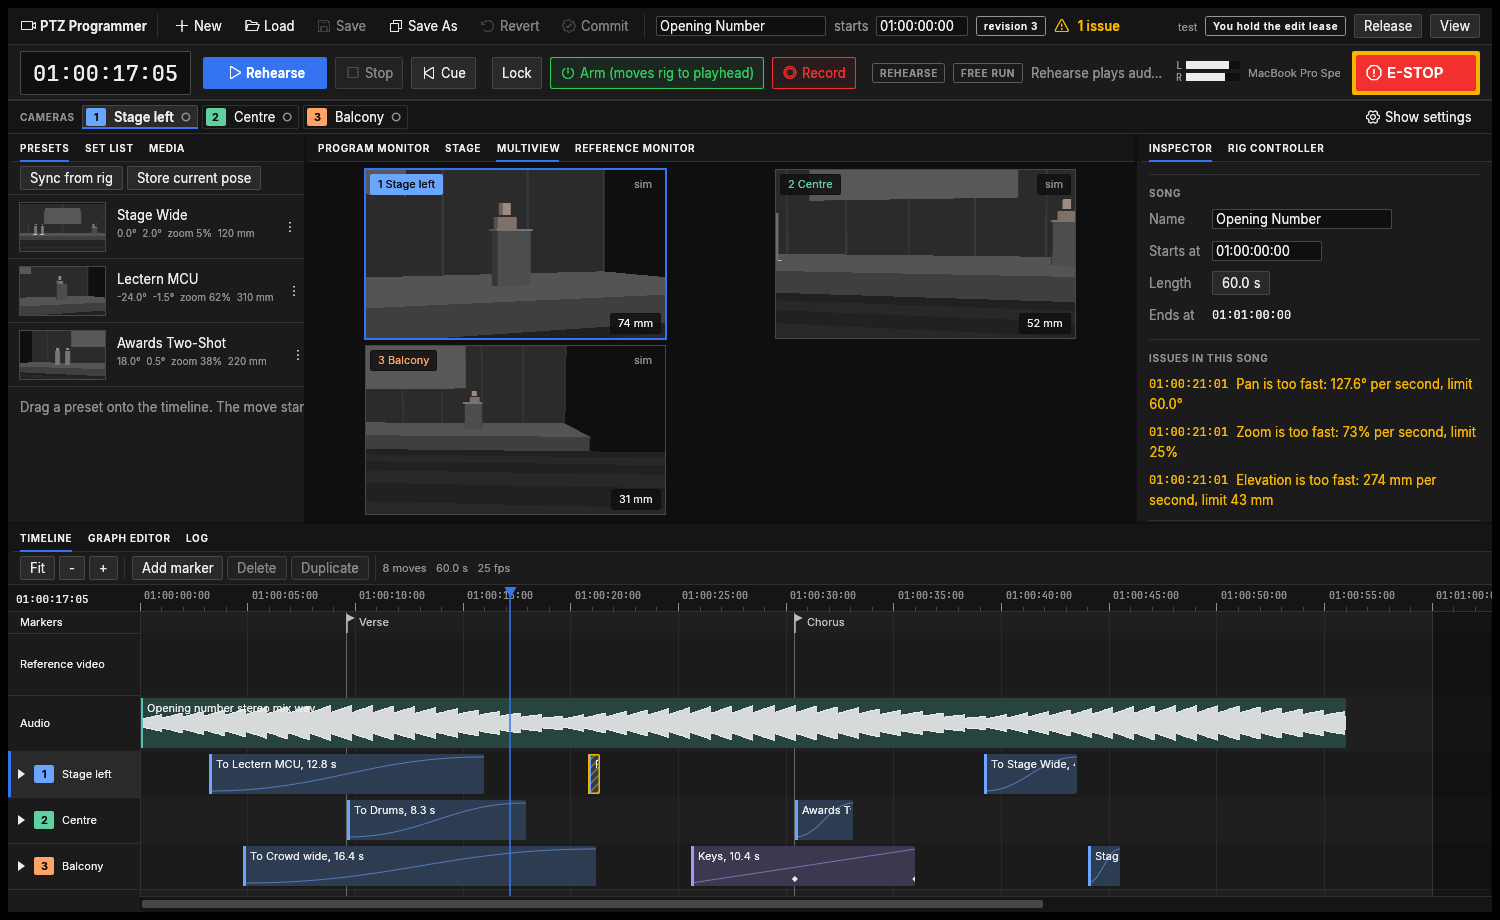 PTZ Programmer New Load Save Save As Revert Commit Opening Number starts 01:00:00:00 revision 3 1 issue test You hold the edit lease Release View
01:00:17:05 Rehearse Stop Cue Lock Arm (moves rig to playhead) Record REHEARSE FREE RUN Rehearse plays aud... L R MacBook Pro Spe E-STOP
CAMERAS 1 Stage left 2 Centre 3 Balcony Show settings
PRESETS SET LIST MEDIA
Sync from rig Store current pose
Stage Wide
0.0° 2.0° zoom 5% 120 mm
Lectern MCU
-24.0° -1.5° zoom 62% 310 mm
Awards Two-Shot
18.0° 0.5° zoom 38% 220 mm
Drag a preset onto the timeline. The move star
PROGRAM MONITOR STAGE MULTIVIEW REFERENCE MONITOR
1 Stage left sim
74 mm
2 Centre sim
52 mm
3 Balcony sim
31 mm
INSPECTOR RIG CONTROLLER
SONG
Name Opening Number
Starts at 01:00:00:00
Length 60.0 s
Ends at 01:01:00:00
ISSUES IN THIS SONG
01:00:21:01 Pan is too fast: 127.6° per second, limit
60.0°
01:00:21:01 Zoom is too fast: 73% per second, limit
25%
01:00:21:01 Elevation is too fast: 274 mm per
second, limit 43 mm
TIMELINE GRAPH EDITOR LOG
Fit - + Add marker Delete Duplicate 8 moves 60.0 s 25 fps
01:00:17:05 01:00:00:00 01:00:05:00 01:00:10:00 01:00:15:00 01:00:20:00 01:00:25:00 01:00:30:00 01:00:35:00 01:00:40:00 01:00:45:00 01:00:50:00 01:00:55:00 01:01:00:0
Markers Verse Chorus
Reference video
Audio Opening number stereo mix.wav
1 Stage left To Lectern MCU, 12.8 s To Stage Wide,
2 Centre To Drums, 8.3 s Awards T
3 Balcony To Crowd wide, 16.4 s Keys, 10.4 s Stag